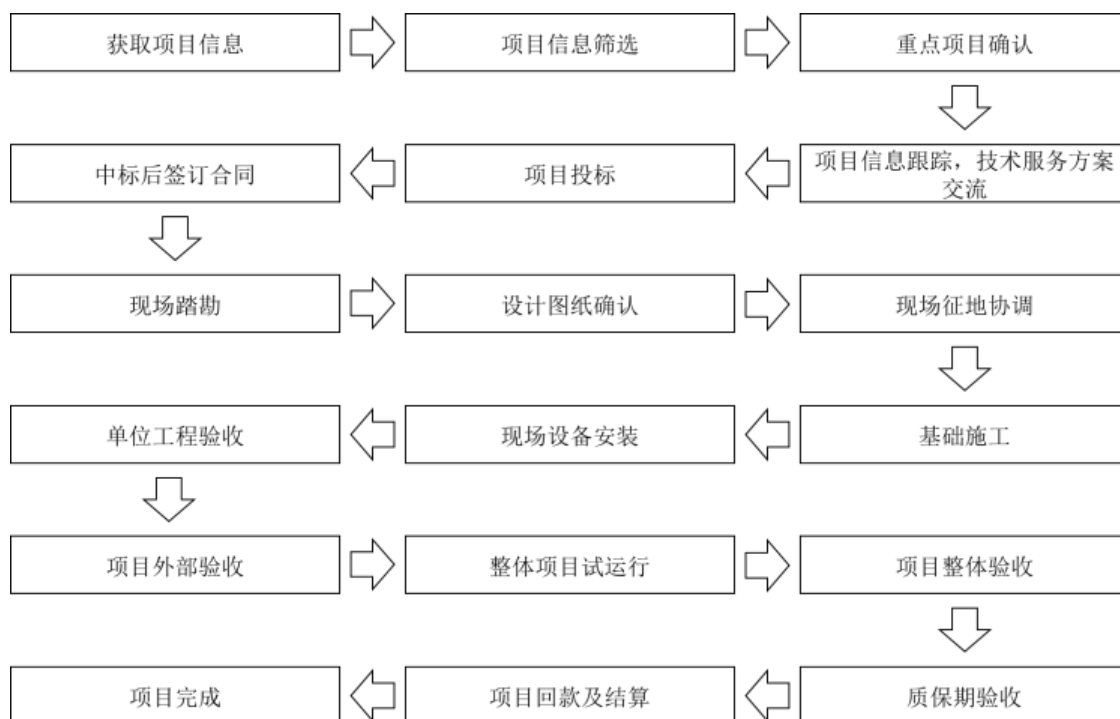 获取项目信息
项目信息筛选
重点项目确认
项目信息跟踪，技术服务方案
交流
项目投标
中标后签订合同
现场踏勘
设计图纸确认
现场征地协调
基础施工
现场设备安装
单位工程验收
项目外部验收
整体项目试运行
项目整体验收
质保期验收
项目回款及结算
项目完成